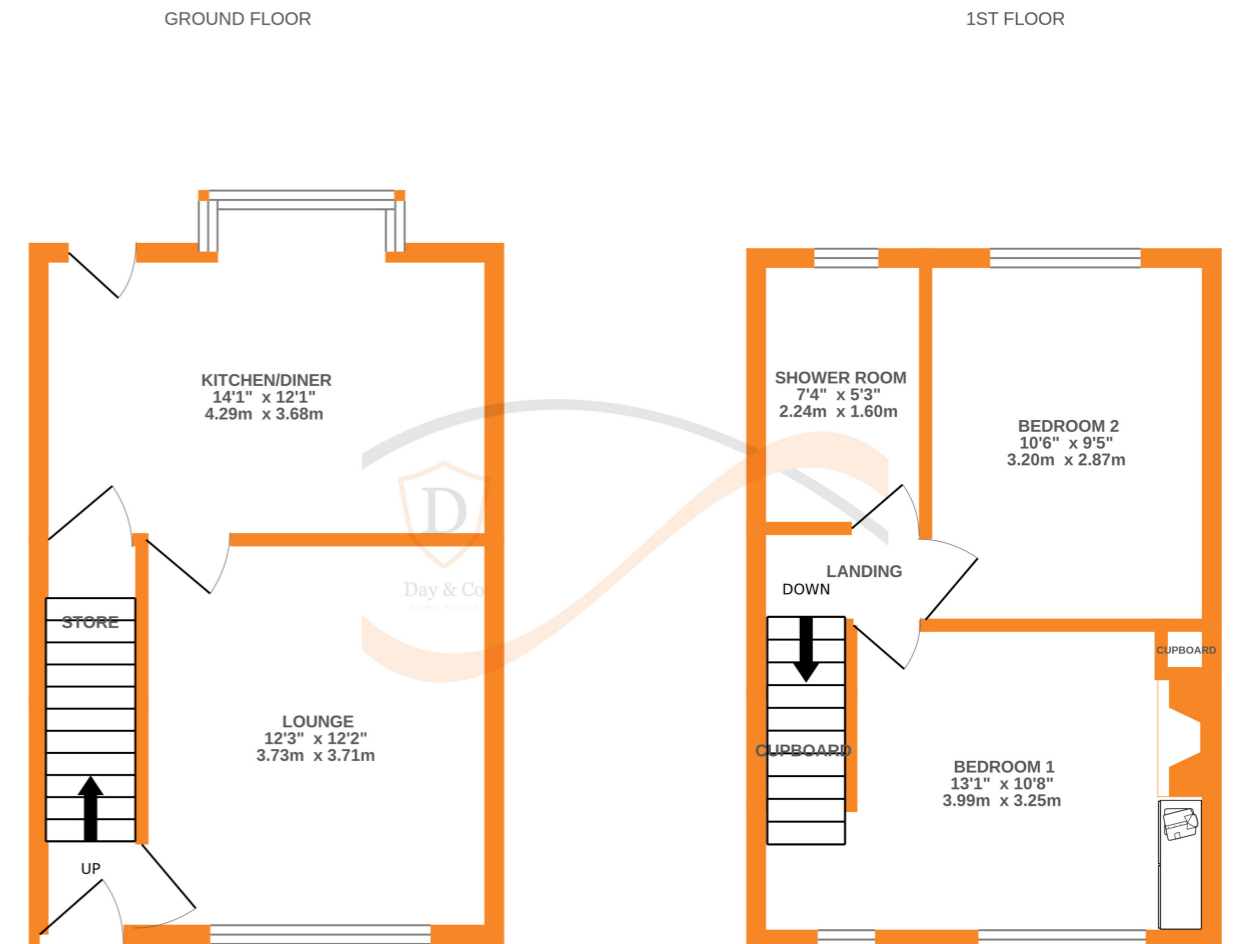 GROUND FLOOR
1ST FLOOR
KITCHEN/DINER
14'1" x 12'1"
4.29m x 3.68m
STORE
LOUNGE
12'3" x 12'2"
3.73m x 3.71m
UP
D
Day & Co
ESTATE AGENTS
SHOWER ROOM
7'4" x 5'3"
2.24m x 1.60m
BEDROOM 2
10'6" x 9'5"
3.20m x 2.87m
LANDING
DOWN
CUPBOARD
CUPBOARD
BEDROOM 1
13'1" x 10'8"
3.99m x 3.25m